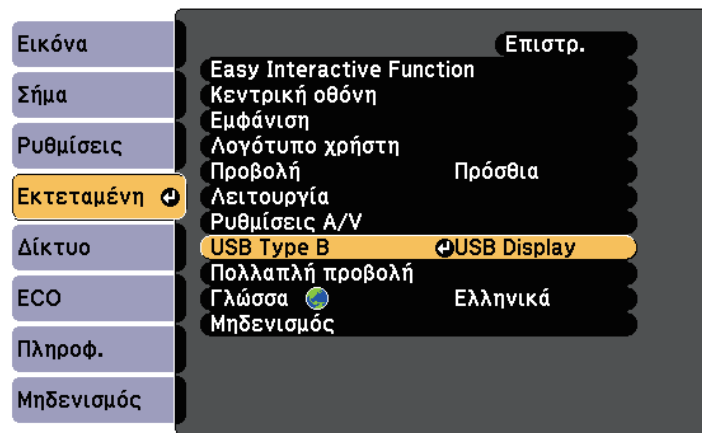 Εικόνα
Σήμα
Ρυθμίσεις
Εκτεταμένη
Δίκτυο
ECO
Πληροφ.
Μηδενισμός
Επιστρ.
Easy Interactive Function
Κεντρική οθόνη
Εμφάνιση
Λογότυπο χρήστη
Προβολή Πρόσθια
Λειτουργία
Ρυθμίσεις A/V
USB Type B USB Display
Πολλαπλή προβολή
Γλώσσα Ελληνικά
Μηδενισμός